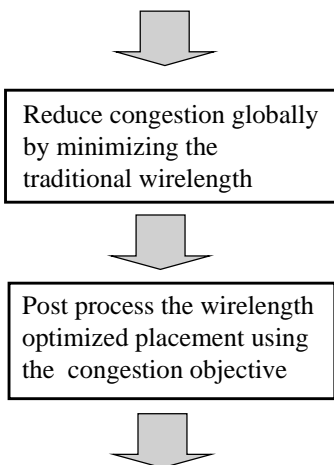 Reduce congestion globally
by minimizing the
traditional wirelength
Post process the wirelength
optimized placement using
the congestion objective